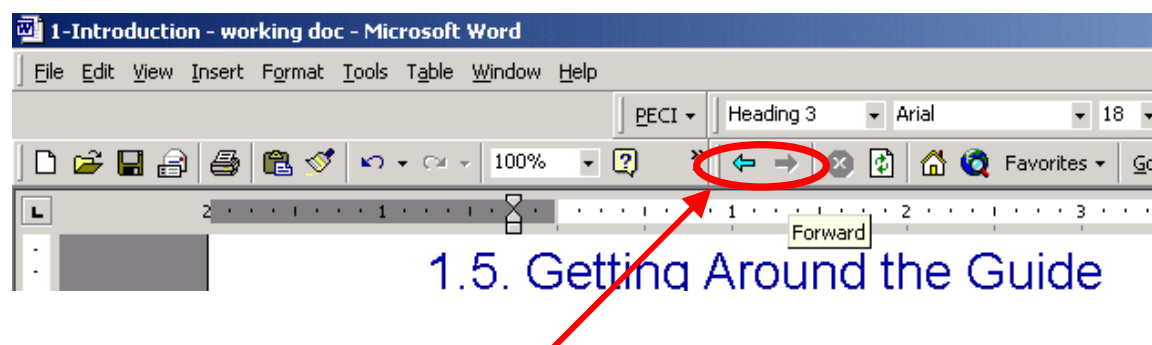 1-Introduction - working doc - Microsoft Word
File Edit View Insert Format Tools Table Window Help
PECI Heading 3 Arial 18
100% Favorites Go
2 1 1 2 3
Forward
1.5. Getting Around the Guide